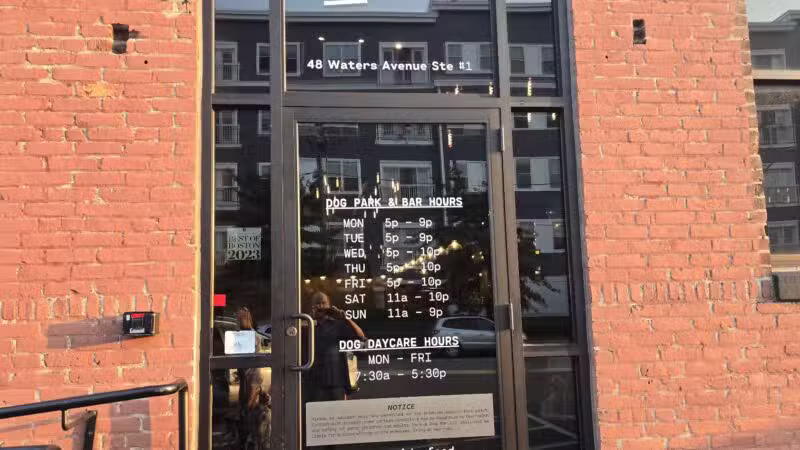 48 Waters Avenue Ste #1
DOG PARK & BAR HOURS
MON 5p - 9p
TUE 5p - 9p
WED 5p - 10p
THU 5p - 10p
FRI 5p - 10p
SAT 11a - 10p
SUN 11a - 9p
BEST OF
BOSTON
2023
DOG DAYCARE HOURS
MON - FRI
7:30a - 5:30p
NOTICE